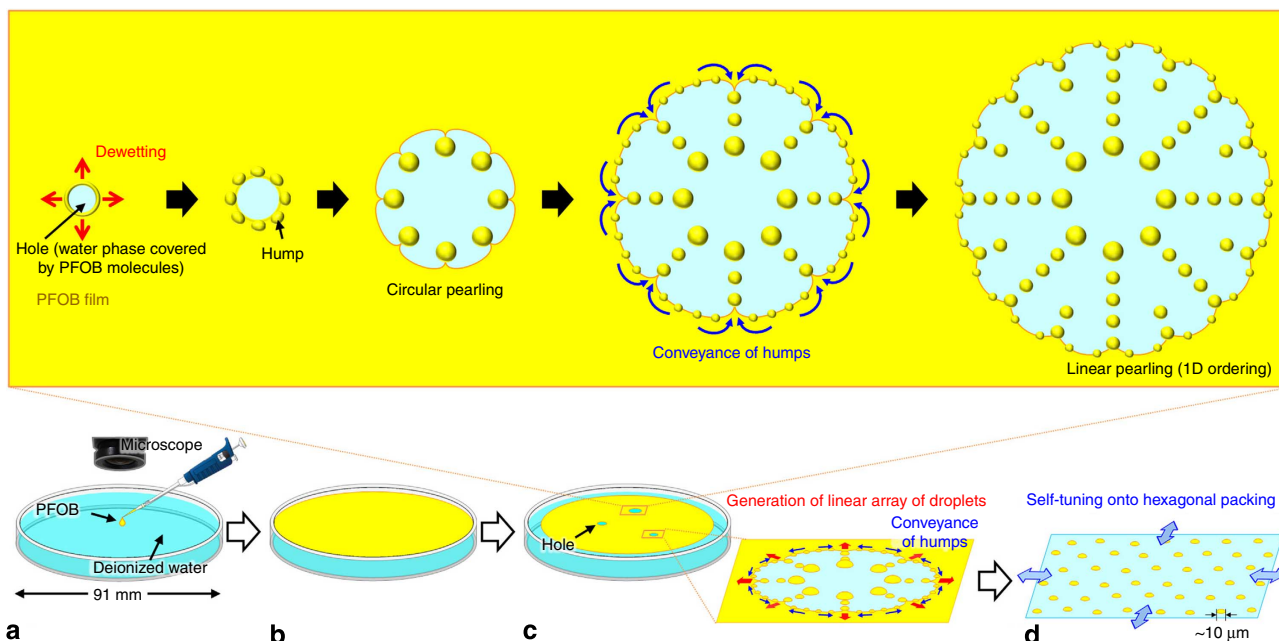 Dewetting
Hole (water phase covered
by PFOB molecules)
PFOB film
Hump
Circular pearling
Conveyance of humps
Linear pearling (1D ordering)
Microscope
PFOB
Deionized water
91 mm
Hole
Generation of linear array of droplets
Conveyance
of humps
Self-tuning onto hexagonal packing
~10 μm
a
b
c
d